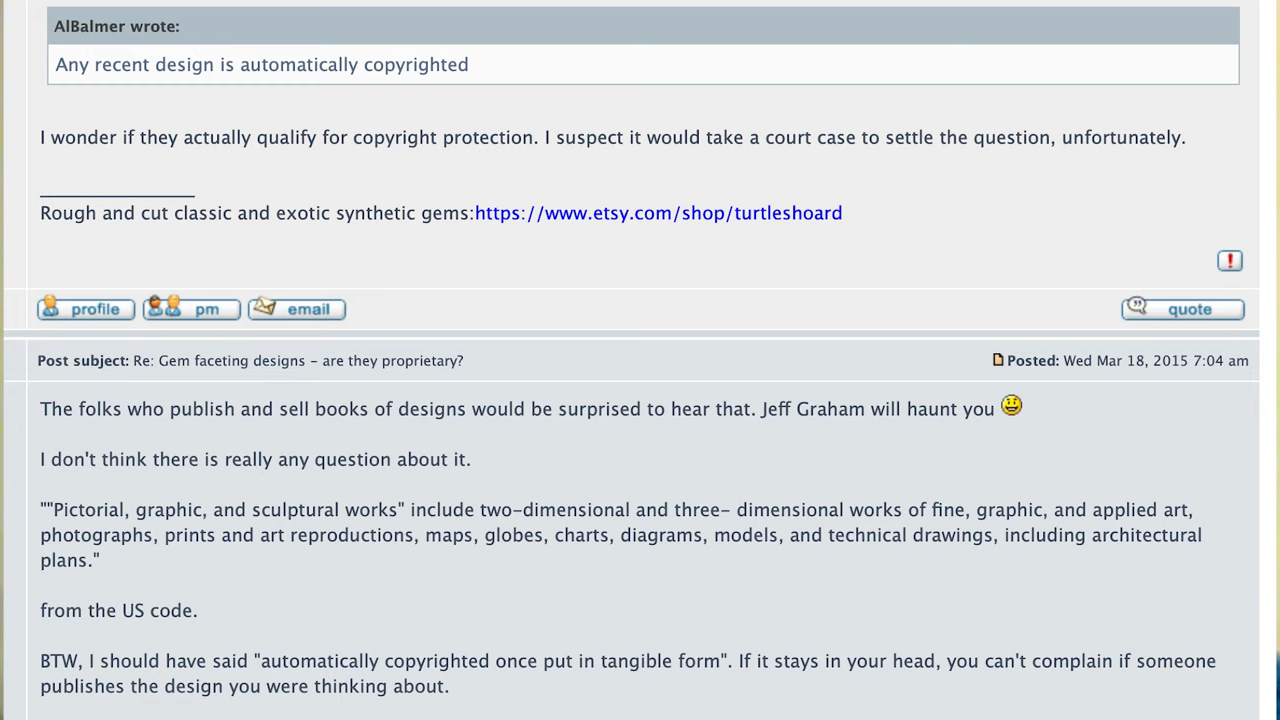 AlBalmer wrote:
Any recent design is automatically copyrighted
I wonder if they actually qualify for copyright protection. I suspect it would take a court case to settle the question, unfortunately.
Rough and cut classic and exotic synthetic gems:https://www.etsy.com/shop/turtleshoard
!
profile pm email quote
Post subject: Re: Gem faceting designs – are they proprietary? Posted: Wed Mar 18, 2015 7:04 am
The folks who publish and sell books of designs would be surprised to hear that. Jeff Graham will haunt you
I don't think there is really any question about it.
""Pictorial, graphic, and sculptural works" include two-dimensional and three- dimensional works of fine, graphic, and applied art,
photographs, prints and art reproductions, maps, globes, charts, diagrams, models, and technical drawings, including architectural
plans."
from the US code.
BTW, I should have said "automatically copyrighted once put in tangible form". If it stays in your head, you can't complain if someone
publishes the design you were thinking about.